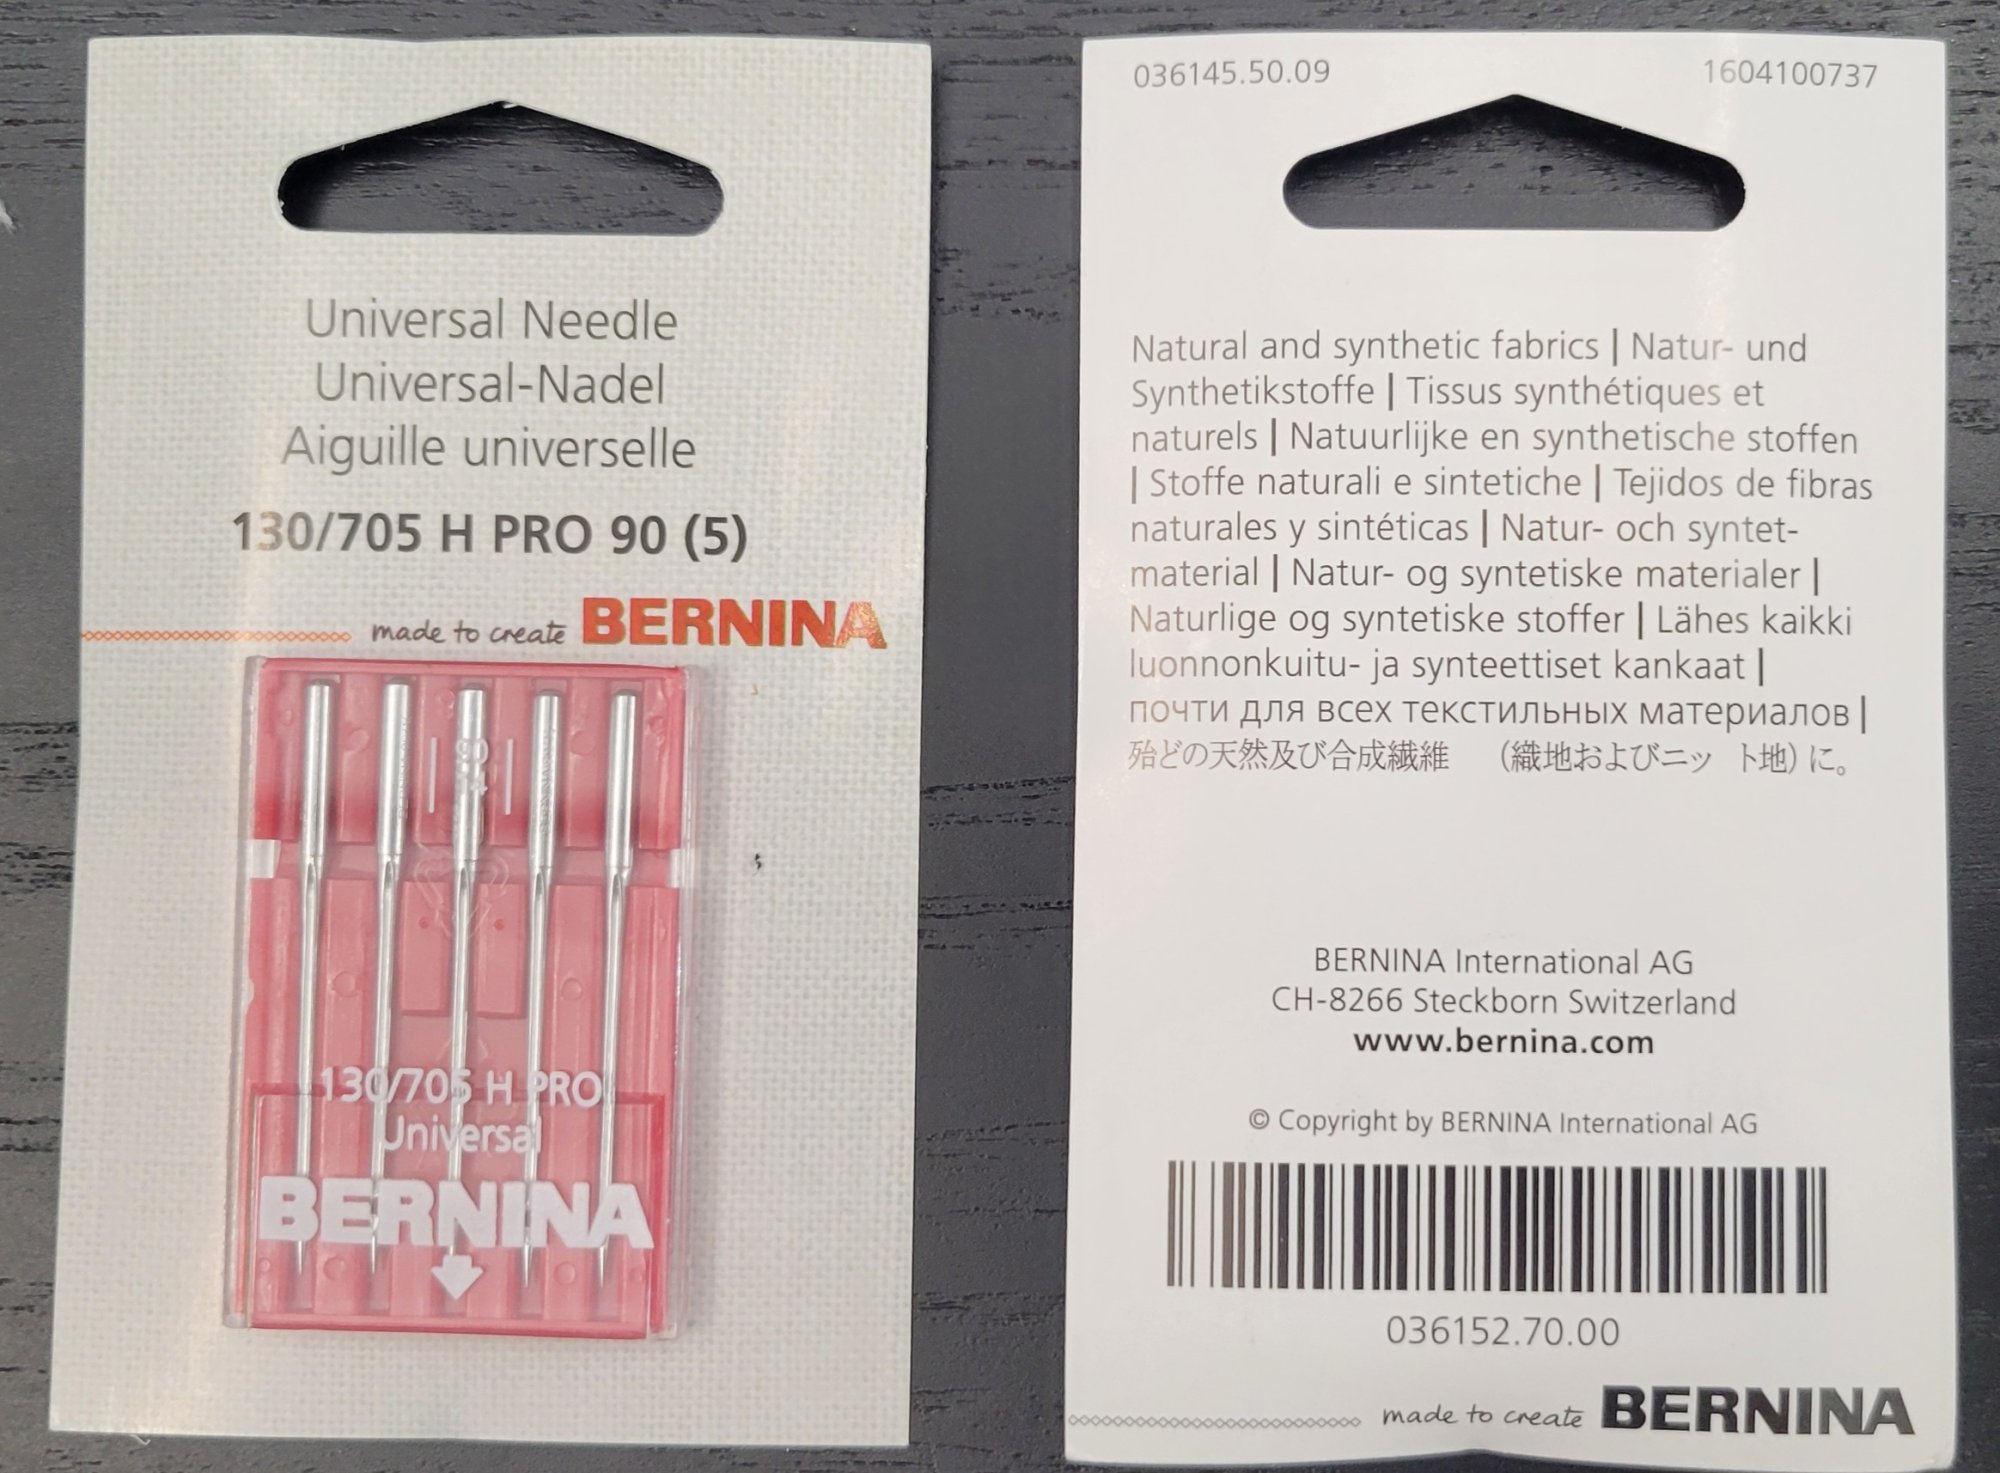 Universal Needle
Universal-Nadel
Aiguille universelle
130/705 H PRO 90 (5)
made to create BERNINA
90
130/705 H PRO
Universal
BERNINA
036145.50.09
1604100737
Natural and synthetic fabrics | Natur- und
Synthetikstoffe | Tissus synthétiques et
naturels | Natuurlijke en synthetische stoffen
| Stoffe naturali e sintetiche | Tejidos de fibras
naturales y sintéticas | Natur- och syntet-
material | Natur- og syntetiske materialer |
Naturlige og syntetiske stoffer | Lähes kaikki
luonnonkuitu- ja synteettiset kankaat |
почти для всех текстильных материалов |
殆どの天然及び合成繊維 (織地およびニット地) に。
BERNINA International AG
CH-8266 Steckborn Switzerland
www.bernina.com
© Copyright by BERNINA International AG
036152.70.00
made to create BERNINA